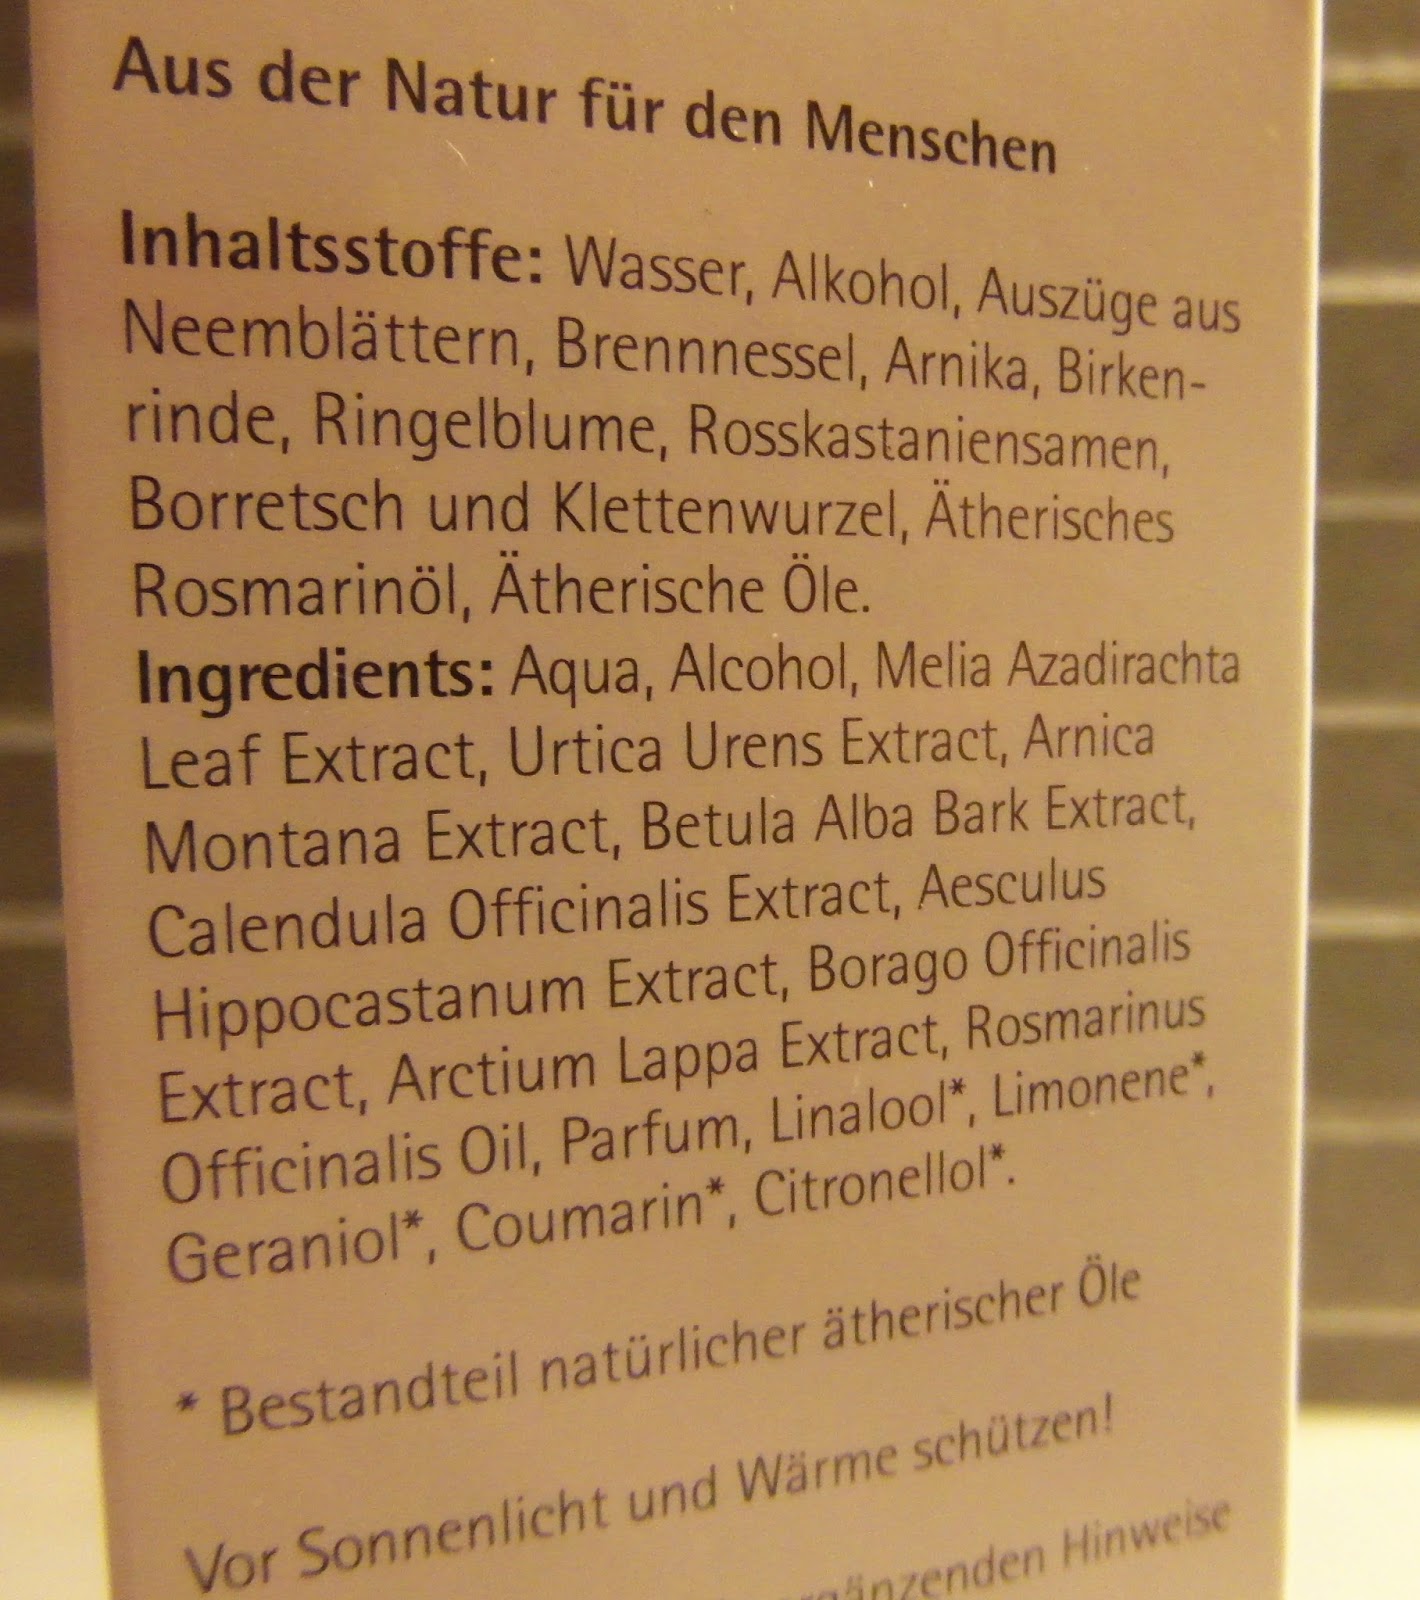 Aus der Natur für den Menschen
Inhaltsstoffe: Wasser, Alkohol, Auszüge aus
Neemblättern, Brennnessel, Arnika, Birken-
rinde, Ringelblume, Rosskastaniensamen,
Borretsch und Klettenwurzel, Ätherisches
Rosmarinöl, Ätherische Öle.
Ingredients: Aqua, Alcohol, Melia Azadirachta
Leaf Extract, Urtica Urens Extract, Arnica
Montana Extract, Betula Alba Bark Extract,
Calendula Officinalis Extract, Aesculus
Hippocastanum Extract, Borago Officinalis
Extract, Arctium Lappa Extract, Rosmarinus
Officinalis Oil, Parfum, Linalool*, Limonene*,
Geraniol*, Coumarin*, Citronellol*.
* Bestandteil natürlicher ätherischer Öle
Vor Sonnenlicht und Wärme schützen!
Hinweise